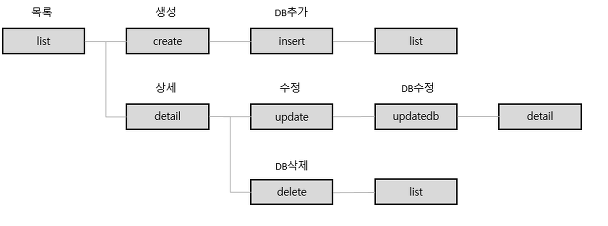 목록 생성 DB추가
list create insert list
상세 수정 DB수정
detail update updatedb detail
DB삭제
delete list